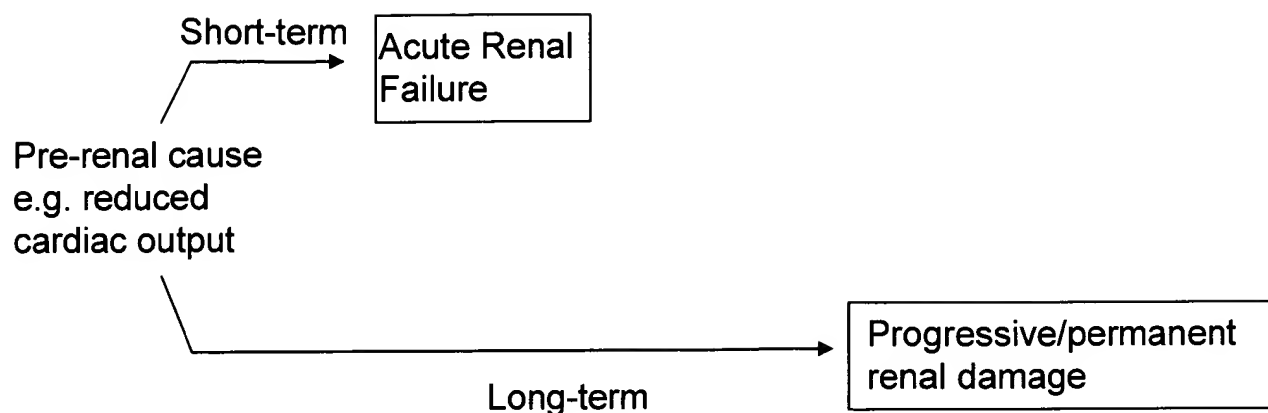 Short-term
Acute Renal
Failure
Pre-renal cause
e.g. reduced
cardiac output
Progressive/permanent
renal damage
Long-term